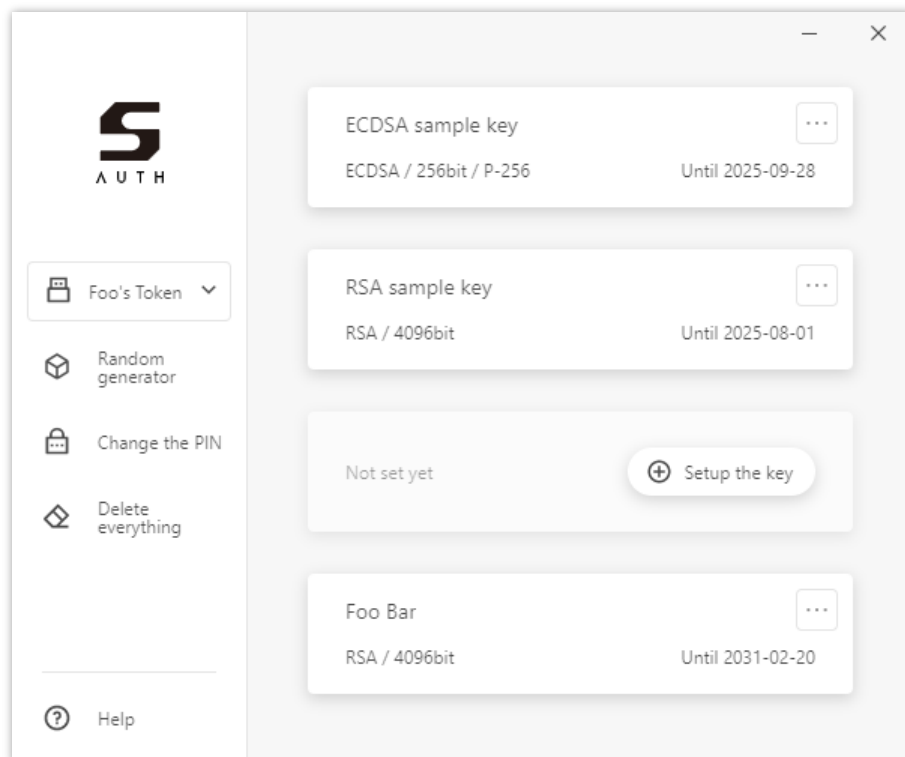 S
AUTH
Foo's Token
Random
generator
Change the PIN
Delete
everything
Help
ECDSA sample key
...
ECDSA / 256bit / P-256
Until 2025-09-28
RSA sample key
...
RSA / 4096bit
Until 2025-08-01
Not set yet
Setup the key
Foo Bar
...
RSA / 4096bit
Until 2031-02-20